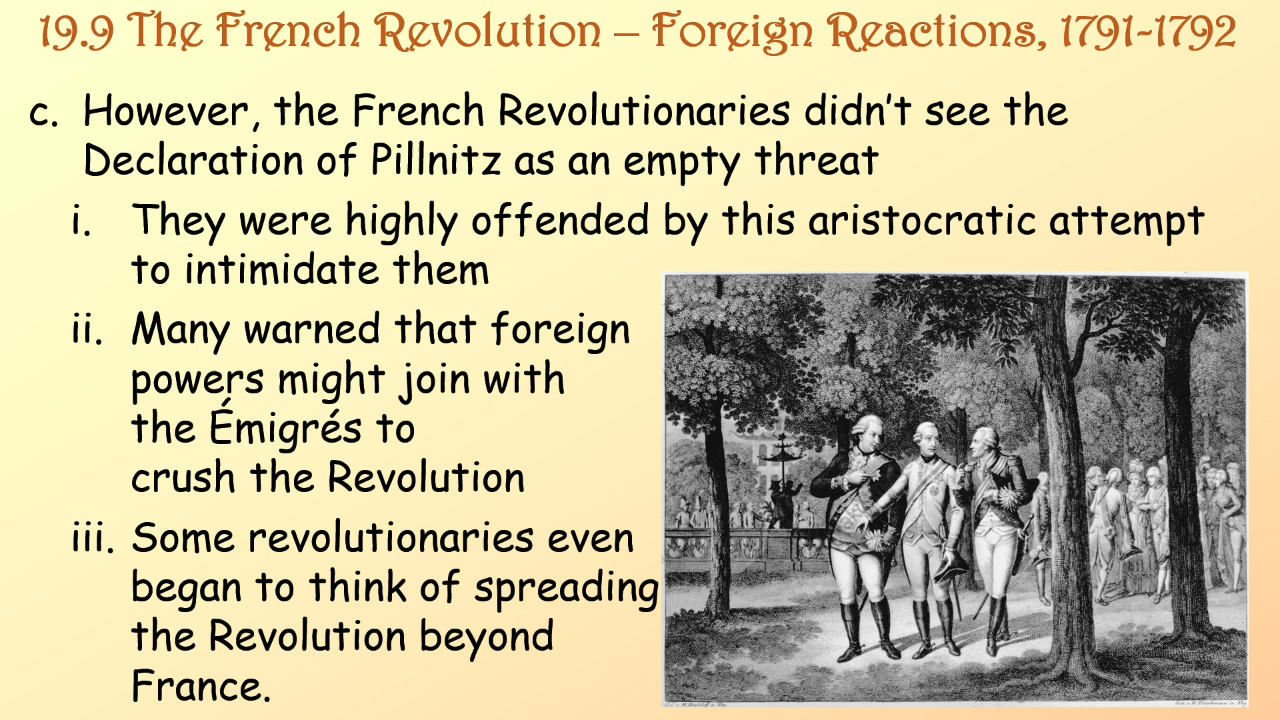 19.9 The French Revolution – Foreign Reactions, 1791-1792
c. However, the French Revolutionaries didn’t see the
Declaration of Pillnitz as an empty threat
i. They were highly offended by this aristocratic attempt
to intimidate them
ii. Many warned that foreign
powers might join with
the Émigrés to
crush the Revolution
iii. Some revolutionaries even
began to think of spreading
the Revolution beyond
France.